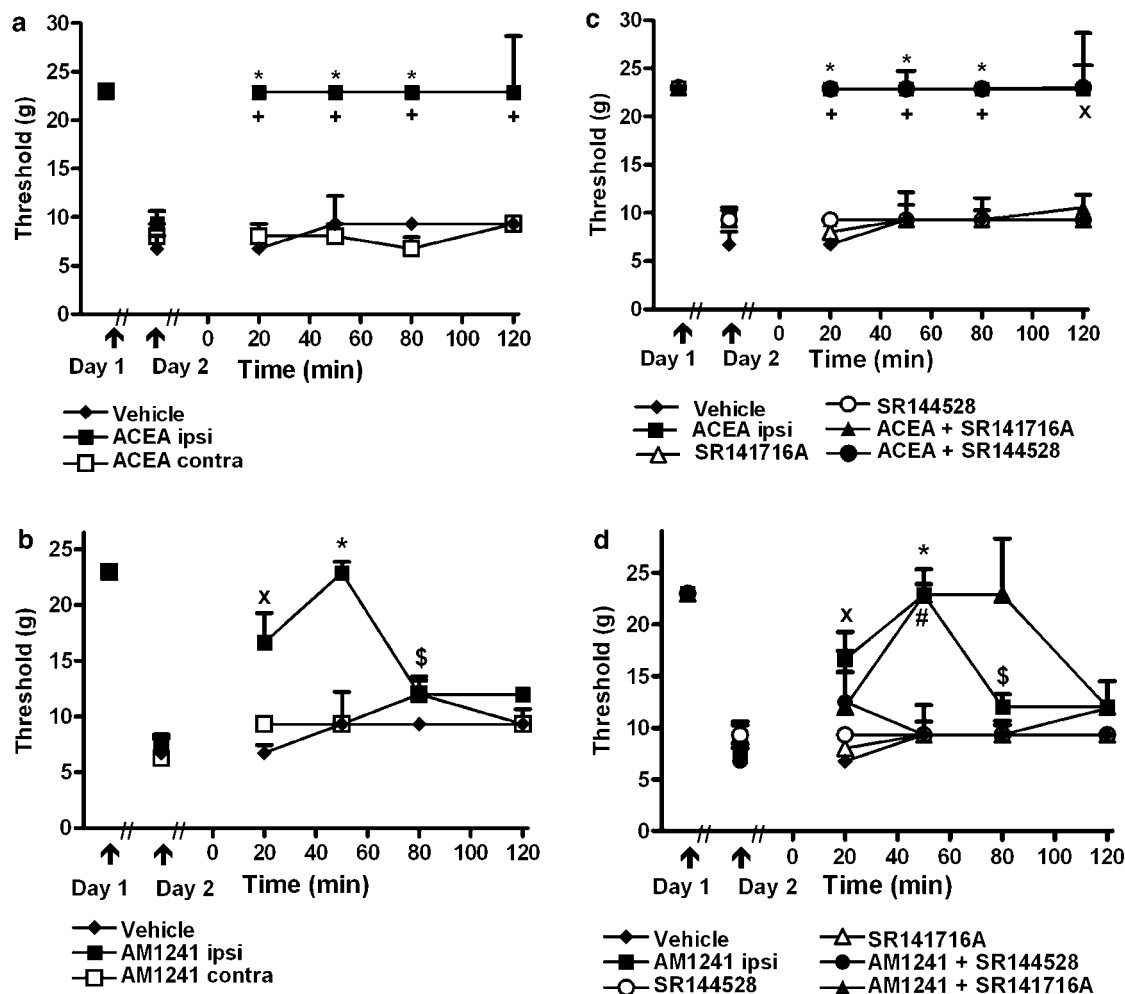 a
Threshold (g)
30
25
20
15
10
5
0
* * * 
+ + + +
0 20 40 60 80 100 120
Day 1 Day 2 Time (min)
Vehicle
ACEA ipsi
ACEA contra
c
Threshold (g)
30
25
20
15
10
5
0
* * *
+ + + x
0 20 40 60 80 100 120
Day 1 Day 2 Time (min)
Vehicle
ACEA ipsi
SR141716A
SR144528
ACEA + SR141716A
ACEA + SR144528
b
Threshold (g)
25
20
15
10
5
0
x * $
0 20 40 60 80 100 120
Day 1 Day 2 Time (min)
Vehicle
AM1241 ipsi
AM1241 contra
d
Threshold (g)
25
20
15
10
5
0
x * # $
0 20 40 60 80 100 120
Day 1 Day 2 Time (min)
Vehicle
AM1241 ipsi
SR144528
SR141716A
AM1241 + SR144528
AM1241 + SR141716A